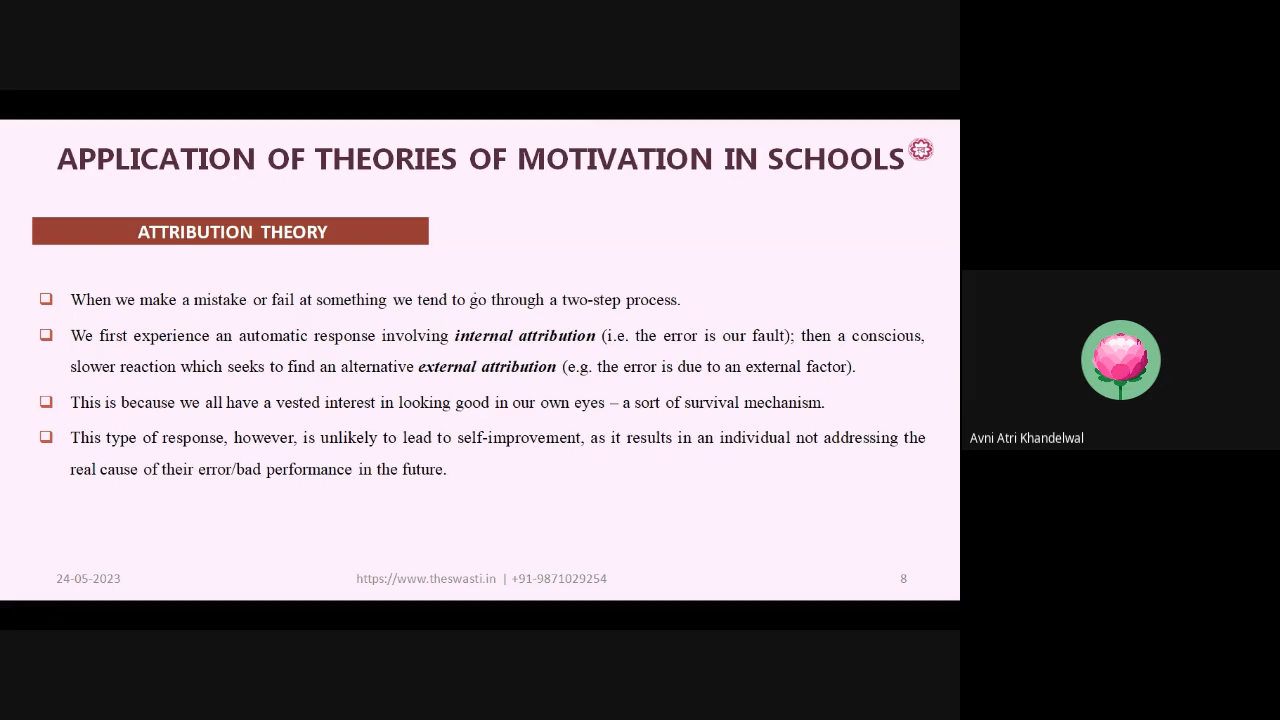 APPLICATION OF THEORIES OF MOTIVATION IN SCHOOLS
ATTRIBUTION THEORY
When we make a mistake or fail at something we tend to go through a two-step process.
We first experience an automatic response involving internal attribution (i.e. the error is our fault); then a conscious,
slower reaction which seeks to find an alternative external attribution (e.g. the error is due to an external factor).
This is because we all have a vested interest in looking good in our own eyes – a sort of survival mechanism.
This type of response, however, is unlikely to lead to self-improvement, as it results in an individual not addressing the
real cause of their error/bad performance in the future.
24-05-2023
https://www.theswasti.in | +91-9871029254
8
Avni Atri Khandelwal